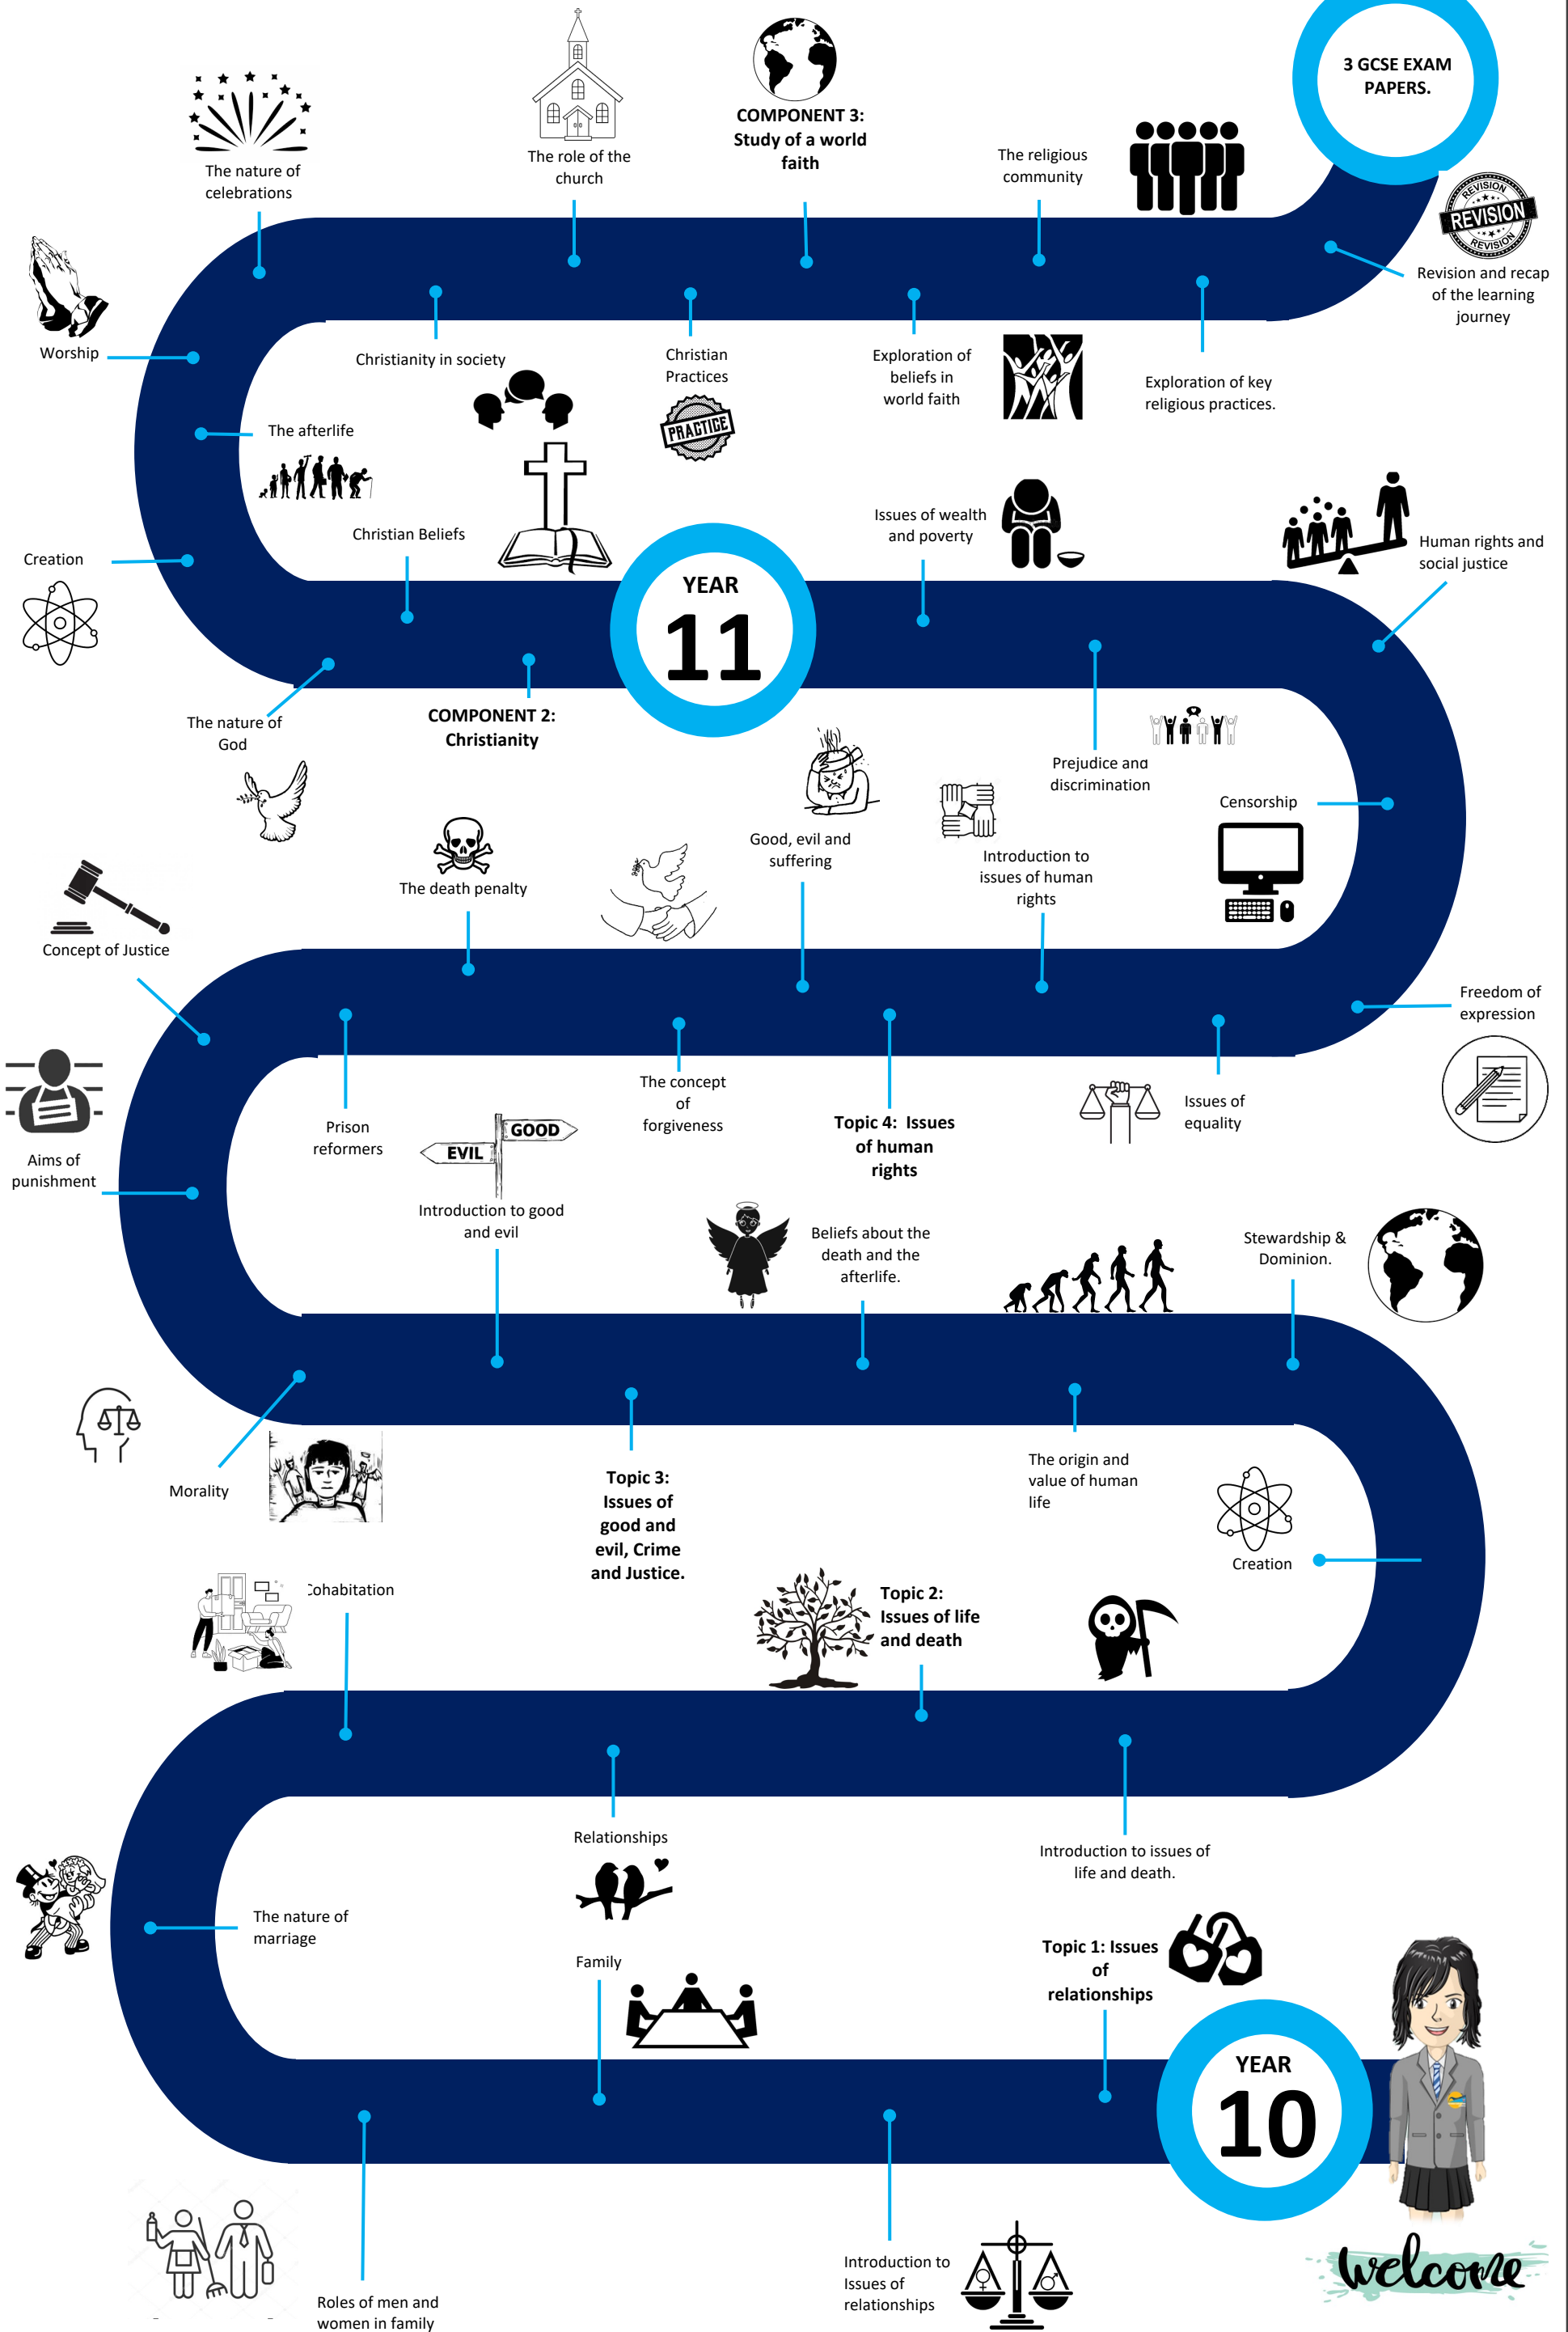 3 GCSE EXAM
PAPERS.
COMPONENT 3:
Study of a world
faith
The role of the
church
The nature of
celebrations
The religious
community
REVISION
REVISION
REVISION
Revision and recap
of the learning
journey
Worship
Christianity in society
Christian
Practices
PRACTICE
Exploration of
beliefs in
world faith
Exploration of key
religious practices.
The afterlife
Christian Beliefs
Issues of wealth
and poverty
Human rights and
social justice
Creation
YEAR
11
The nature of
God
COMPONENT 2:
Christianity
Prejudice and
discrimination
Censorship
Good, evil and
suffering
Introduction to
issues of human
rights
The death penalty
Concept of Justice
Freedom of
expression
Prison
reformers
The concept
of
forgiveness
Topic 4:  Issues
of human
rights
Issues of
equality
Aims of
punishment
GOOD
EVIL
Introduction to good
and evil
Beliefs about the
death and the
afterlife.
Stewardship &
Dominion.
Morality
Topic 3:
Issues of
good and
evil, Crime
and Justice.
The origin and
value of human
life
Creation
Cohabitation
Topic 2:
Issues of life
and death
Relationships
Introduction to issues of
life and death.
The nature of
marriage
Family
Topic 1: Issues
of
relationships
YEAR
10
Roles of men and
women in family
Introduction to
Issues of
relationships
welcome